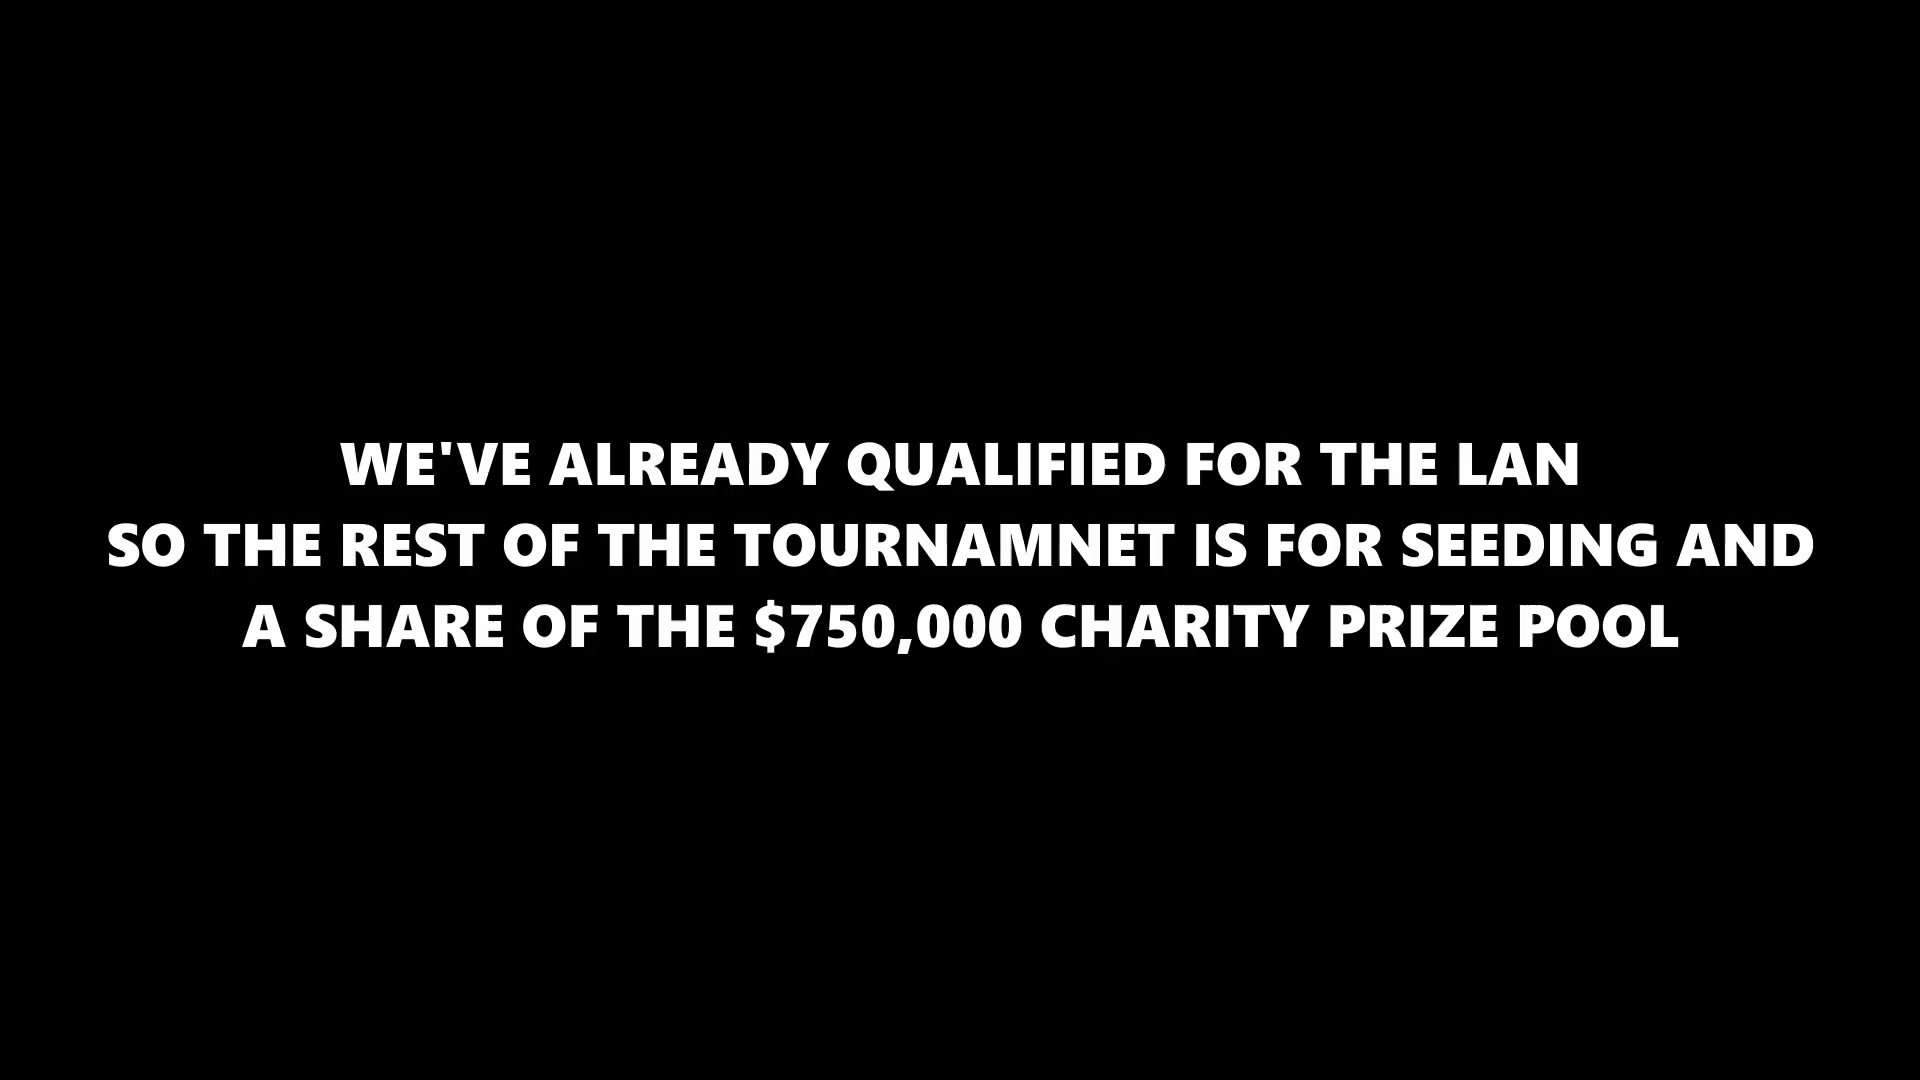 WE'VE ALREADY QUALIFIED FOR THE LAN
SO THE REST OF THE TOURNAMNET IS FOR SEEDING AND
A SHARE OF THE $750,000 CHARITY PRIZE POOL